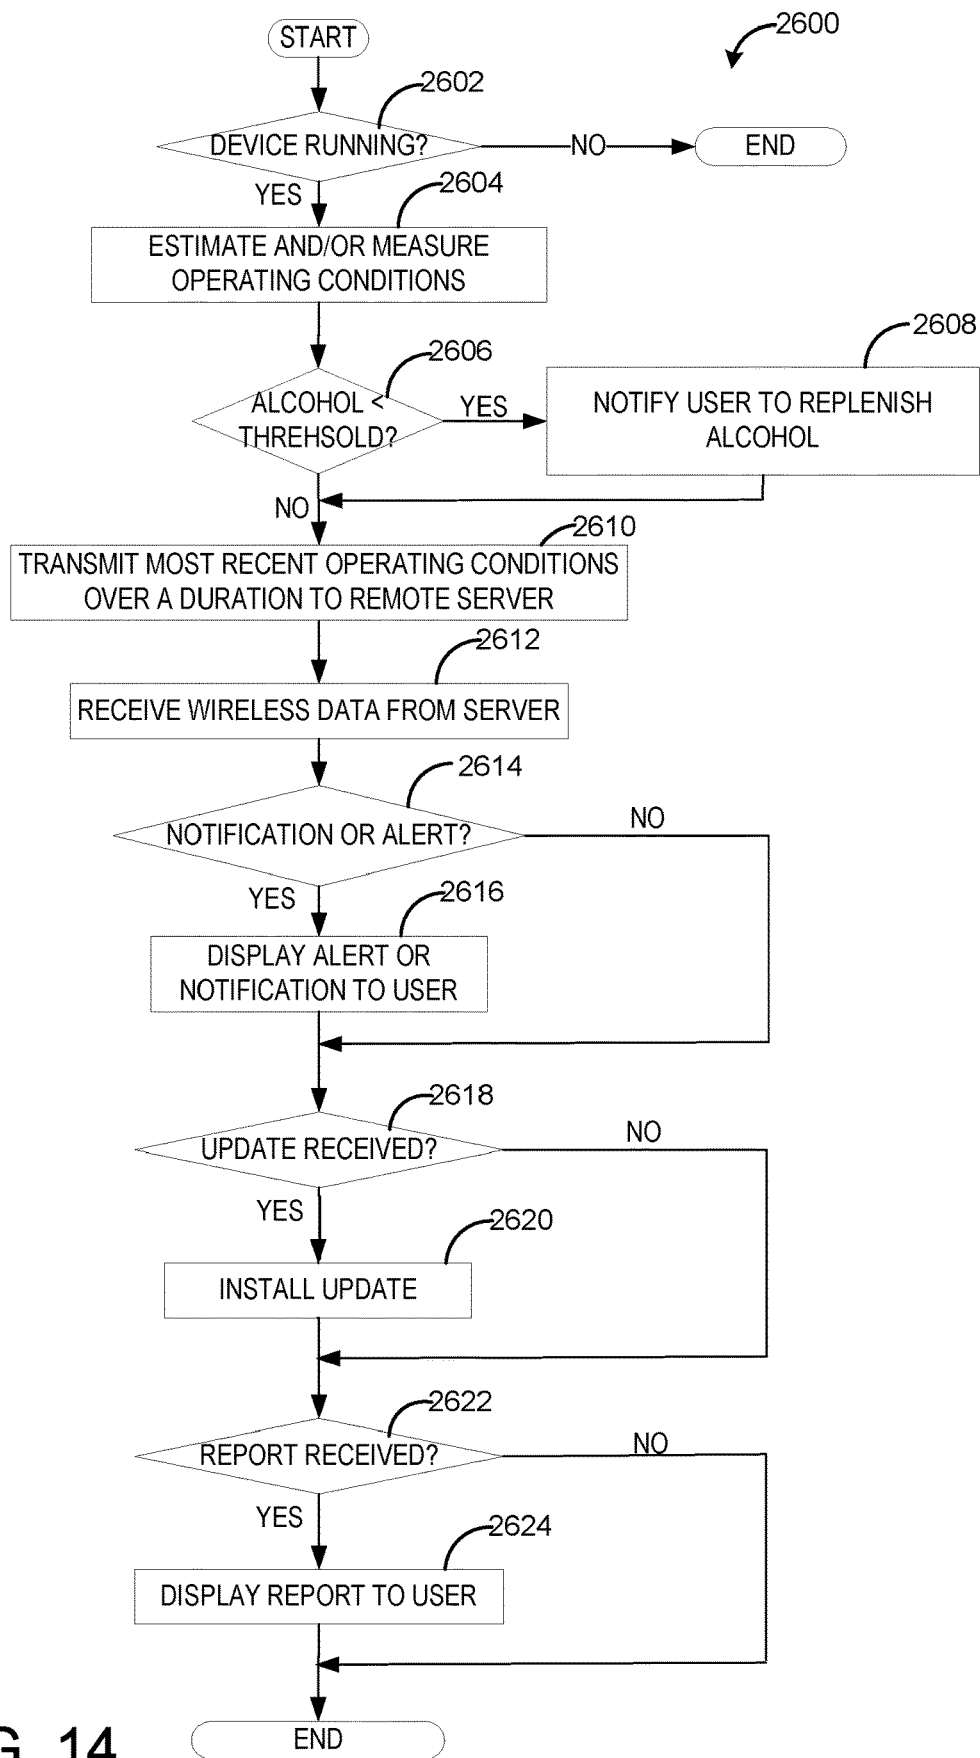 START
2600
2602
DEVICE RUNNING?
NO
END
YES
2604
ESTIMATE AND/OR MEASURE
OPERATING CONDITIONS
2606
2608
ALCOHOL <
THREHSOLD?
YES
NOTIFY USER TO REPLENISH
ALCOHOL
NO
2610
TRANSMIT MOST RECENT OPERATING CONDITIONS
OVER A DURATION TO REMOTE SERVER
2612
RECEIVE WIRELESS DATA FROM SERVER
2614
NOTIFICATION OR ALERT?
NO
YES
2616
DISPLAY ALERT OR
NOTIFICATION TO USER
2618
UPDATE RECEIVED?
NO
YES
2620
INSTALL UPDATE
2622
REPORT RECEIVED?
NO
YES
2624
DISPLAY REPORT TO USER
END
G. 14